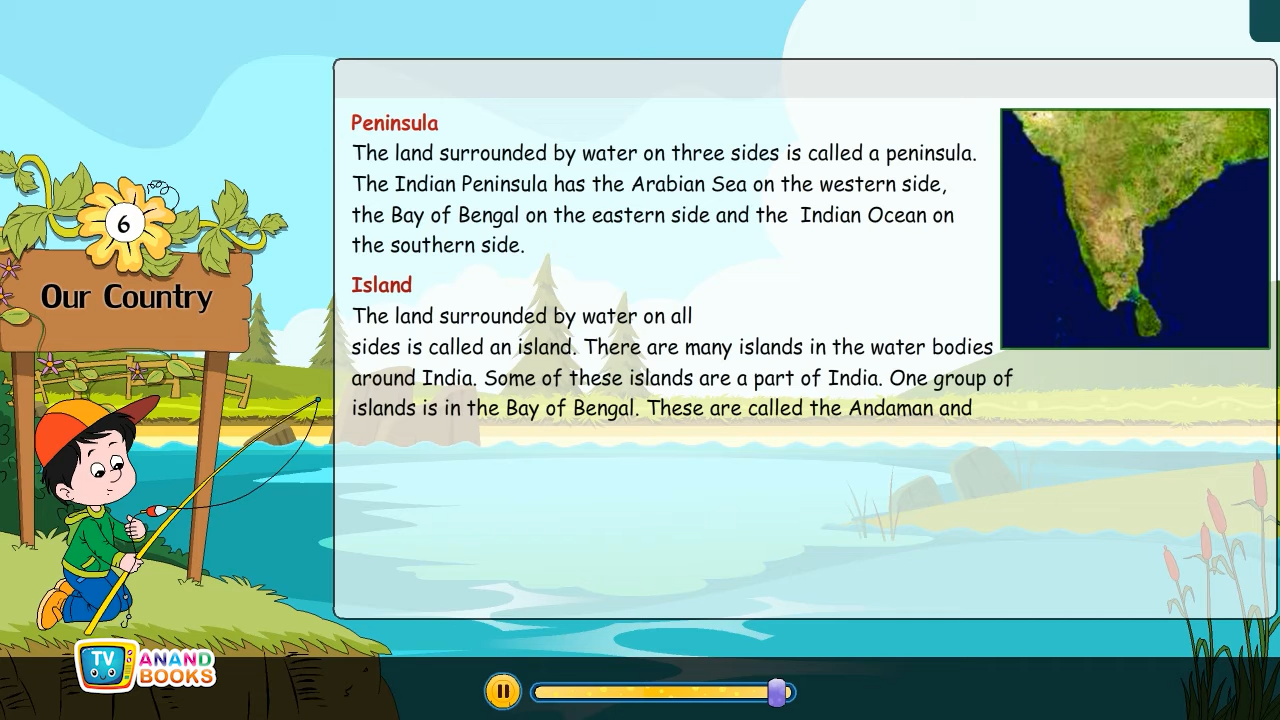 6
Our Country
Peninsula
The land surrounded by water on three sides is called a peninsula.
The Indian Peninsula has the Arabian Sea on the western side,
the Bay of Bengal on the eastern side and the Indian Ocean on
the southern side.
Island
The land surrounded by water on all
sides is called an island. There are many islands in the water bodies
around India. Some of these islands are a part of India. One group of
islands is in the Bay of Bengal. These are called the Andaman and
TV
ANAND
BOOKS